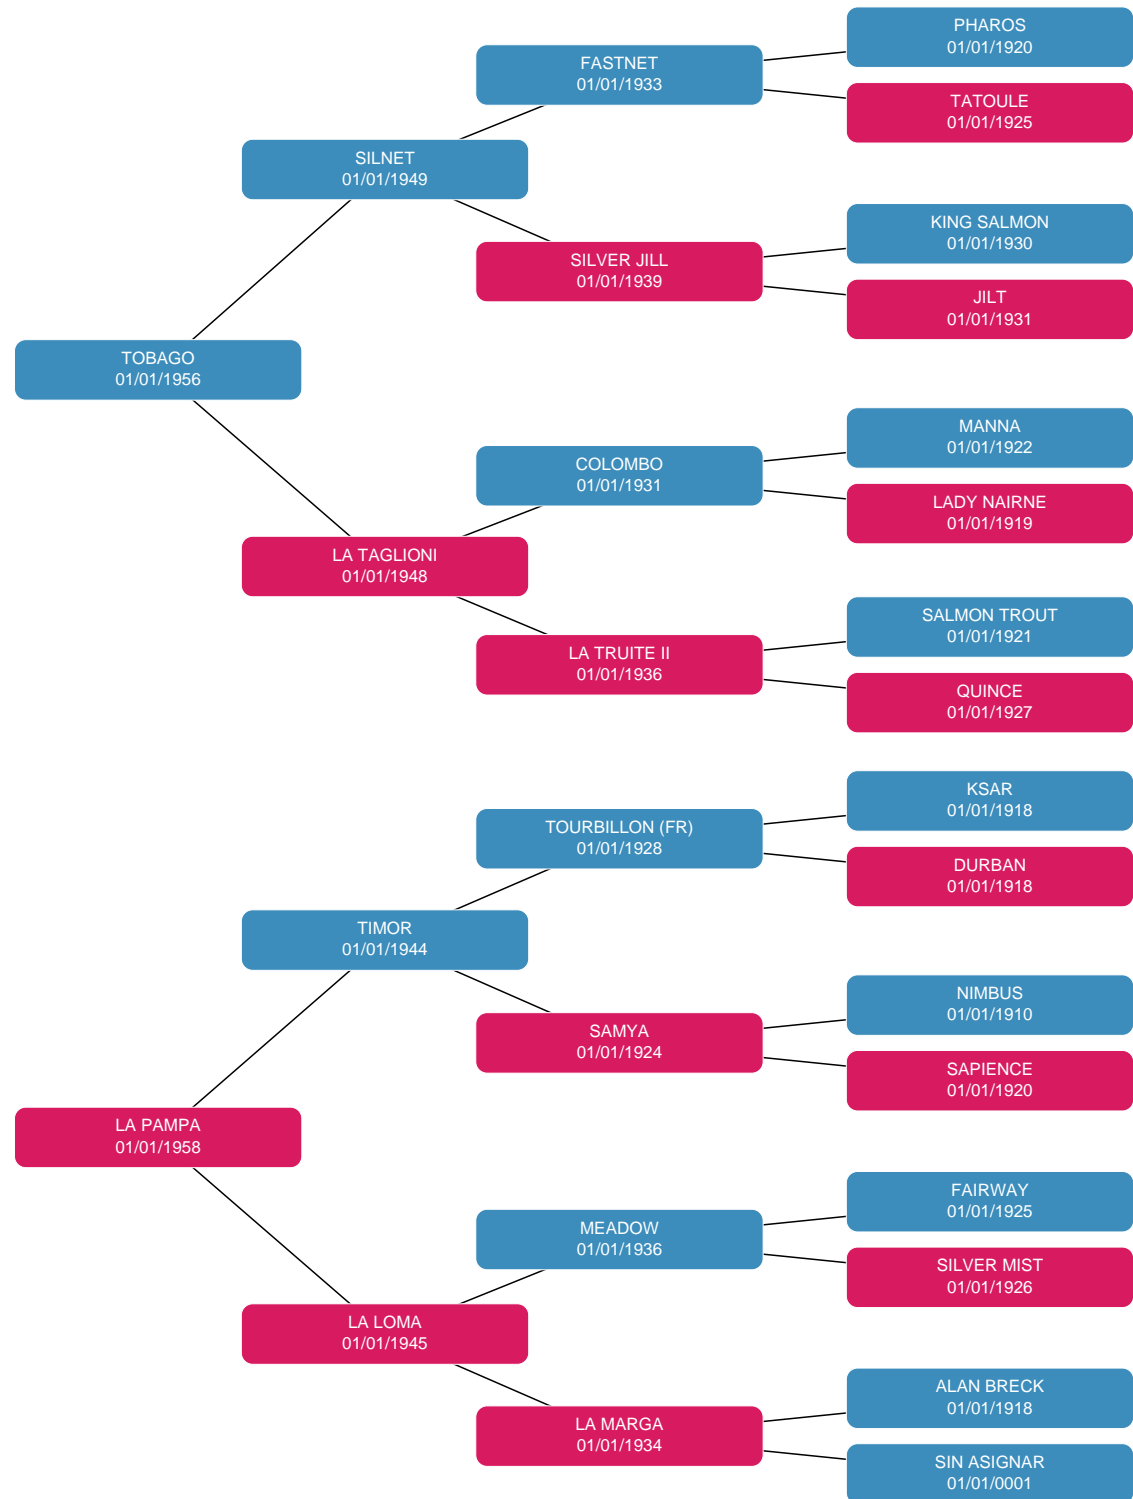 PHAROS
01/01/1920
FASTNET
01/01/1933
TATOULE
01/01/1925
SILNET
01/01/1949
KING SALMON
01/01/1930
SILVER JILL
01/01/1939
JILT
01/01/1931
TOBAGO
01/01/1956
MANNA
01/01/1922
COLOMBO
01/01/1931
LADY NAIRNE
01/01/1919
LA TAGLIONI
01/01/1948
SALMON TROUT
01/01/1921
LA TRUITE II
01/01/1936
QUINCE
01/01/1927
KSAR
01/01/1918
TOURBILLON (FR)
01/01/1928
DURBAN
01/01/1918
TIMOR
01/01/1944
NIMBUS
01/01/1910
SAMYA
01/01/1924
SAPIENCE
01/01/1920
LA PAMPA
01/01/1958
FAIRWAY
01/01/1925
MEADOW
01/01/1936
SILVER MIST
01/01/1926
LA LOMA
01/01/1945
ALAN BRECK
01/01/1918
LA MARGA
01/01/1934
SIN ASIGNAR
01/01/0001